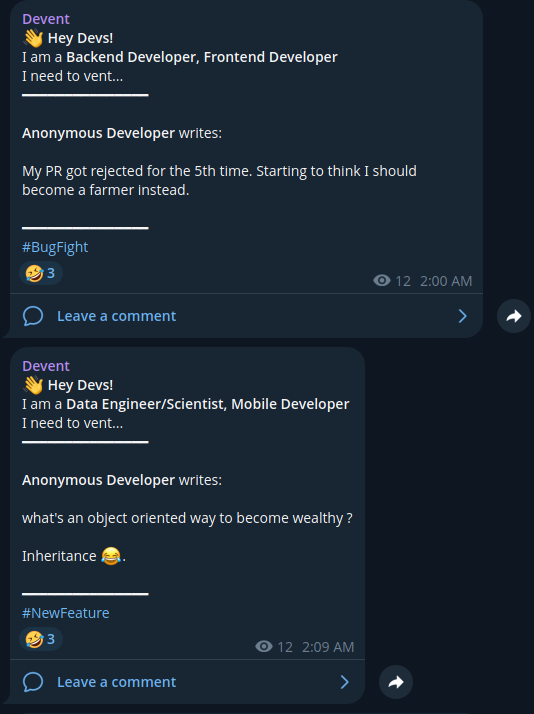 Devent
👋 Hey Devs!
I am a Backend Developer, Frontend Developer
I need to vent...
Anonymous Developer writes:
My PR got rejected for the 5th time. Starting to think I should
become a farmer instead.
#BugFight
🤣 3
12 2:00 AM
Leave a comment
Devent
👋 Hey Devs!
I am a Data Engineer/Scientist, Mobile Developer
I need to vent...
Anonymous Developer writes:
what's an object oriented way to become wealthy ?
Inheritance 😂.
#NewFeature
🤣 3
12 2:09 AM
Leave a comment